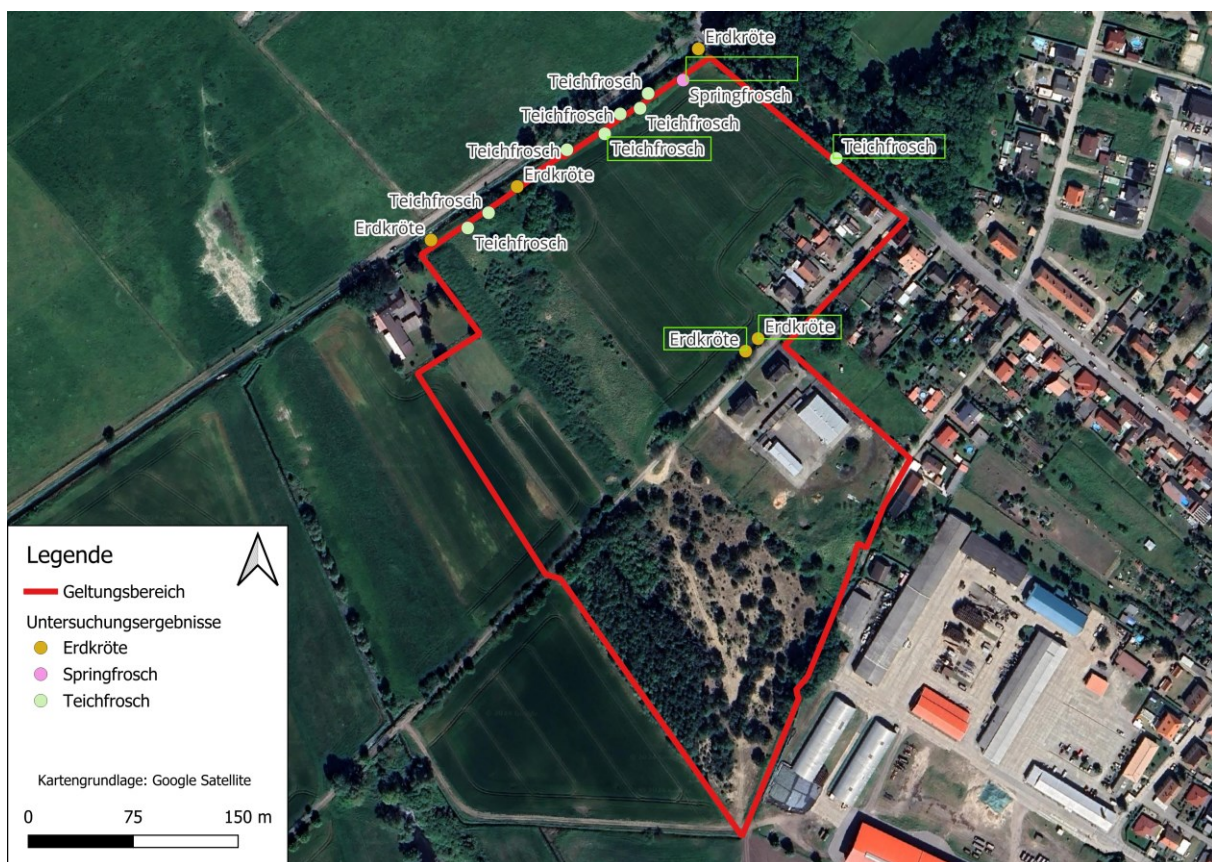 Erdkröte
Springfrosch
Teichfrosch
Teichfrosch
Teichfrosch
Teichfrosch
Teichfrosch
Teichfrosch
Erdkröte
Teichfrosch
Erdkröte
Teichfrosch
Erdkröte
Erdkröte
Legende
Geltungsbereich
Untersuchungsergebnisse
Erdkröte
Springfrosch
Teichfrosch
Kartengrundlage: Google Satellite
0 75 150 m